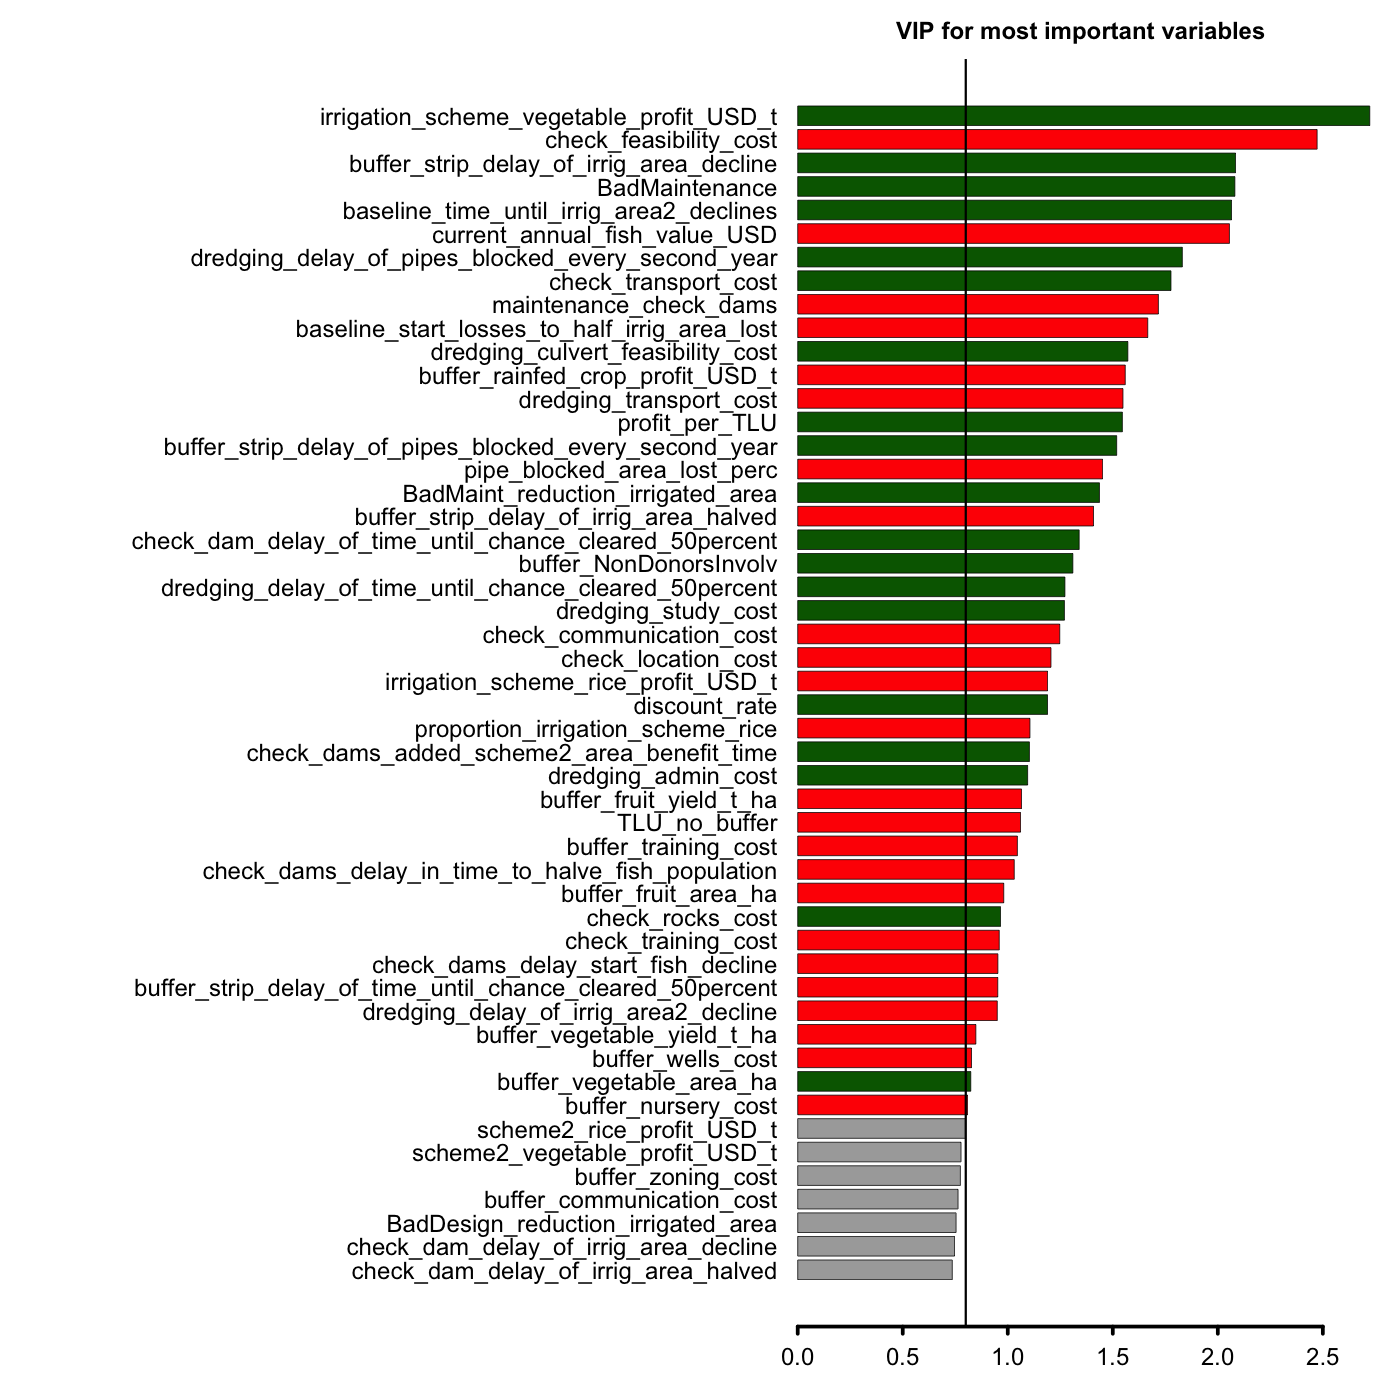 VIP for most important variables
irrigation_scheme_vegetable_profit_USD_t
check_feasibility_cost
buffer_strip_delay_of_irrig_area_decline
BadMaintenance
baseline_time_until_irrig_area2_declines
current_annual_fish_value_USD
dredging_delay_of_pipes_blocked_every_second_year
check_transport_cost
maintenance_check_dams
baseline_start_losses_to_half_irrig_area_lost
dredging_culvert_feasibility_cost
buffer_rainfed_crop_profit_USD_t
dredging_transport_cost
profit_per_TLU
buffer_strip_delay_of_pipes_blocked_every_second_year
pipe_blocked_area_lost_perc
BadMaint_reduction_irrigated_area
buffer_strip_delay_of_irrig_area_halved
check_dam_delay_of_time_until_chance_cleared_50percent
buffer_NonDonorsInvolv
dredging_delay_of_time_until_chance_cleared_50percent
dredging_study_cost
check_communication_cost
check_location_cost
irrigation_scheme_rice_profit_USD_t
discount_rate
proportion_irrigation_scheme_rice
check_dams_added_scheme2_area_benefit_time
dredging_admin_cost
buffer_fruit_yield_t_ha
TLU_no_buffer
buffer_training_cost
check_dams_delay_in_time_to_halve_fish_population
buffer_fruit_area_ha
check_rocks_cost
check_training_cost
check_dams_delay_start_fish_decline
buffer_strip_delay_of_time_until_chance_cleared_50percent
dredging_delay_of_irrig_area2_decline
buffer_vegetable_yield_t_ha
buffer_wells_cost
buffer_vegetable_area_ha
buffer_nursery_cost
scheme2_rice_profit_USD_t
scheme2_vegetable_profit_USD_t
buffer_zoning_cost
buffer_communication_cost
BadDesign_reduction_irrigated_area
check_dam_delay_of_irrig_area_decline
check_dam_delay_of_irrig_area_halved
0.0 0.5 1.0 1.5 2.0 2.5